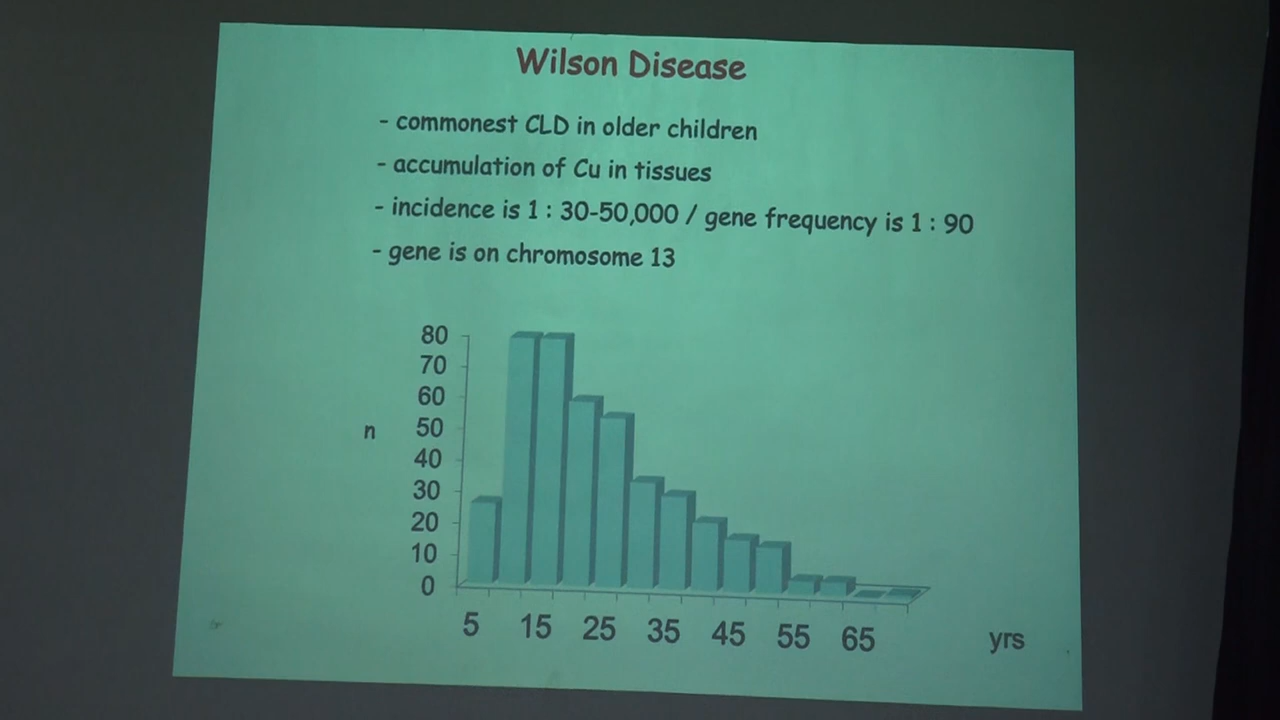 Wilson Disease
- commonest CLD in older children
- accumulation of Cu in tissues
- incidence is 1 : 30-50,000 / gene frequency is 1 : 90
- gene is on chromosome 13
80
70
60
n 50
40
30
20
10
0
5 15 25 35 45 55 65 yrs